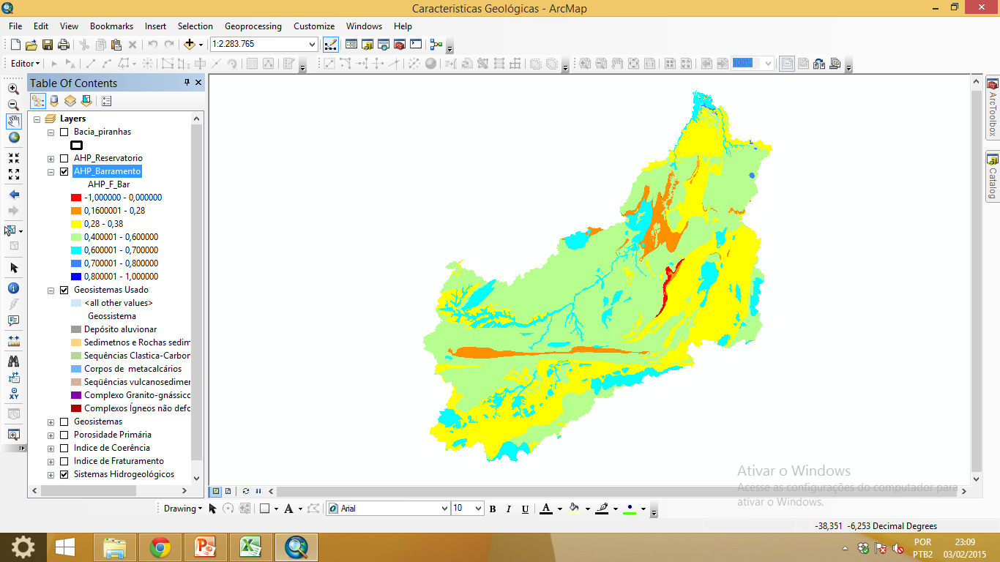 Caracteristicas Geológicas - ArcMap
File Edit View Bookmarks Insert Selection Geoprocessing Customize Windows Help
1:2.283.765
Editor
100%
Table Of Contents
Layers
Bacia_piranhas
AHP_Reservatorio
AHP_Barramento
AHP_F_Bar
-1,000000 - 0,000000
0,1600001 - 0,28
0,28 - 0,38
0,400001 - 0,600000
0,600001 - 0,700000
0,700001 - 0,800000
0,800001 - 1,000000
Geosistemas Usado
<all other values>
Geossistema
Depósito aluvionar
Sedimetnos e Rochas sedim
Sequências Clastica-Carbon
Corpos de metacalcários
Seqüências vulcanosedimer
Complexo Granito-gnássico
Complexos Ígneos não defo
Geosistemas
Porosidade Primária
Indice de Coerência
Indice de Fraturamento
Sistemas Hidrogeológicos
ArcToolbox
Catalog
Ativar o Windows
Acesse as configurações do computador para
ativar o Windows.
Drawing Arial 10 B I U A
-38,351 -6,253 Decimal Degrees
POR 23:09
PTB2 03/02/2015